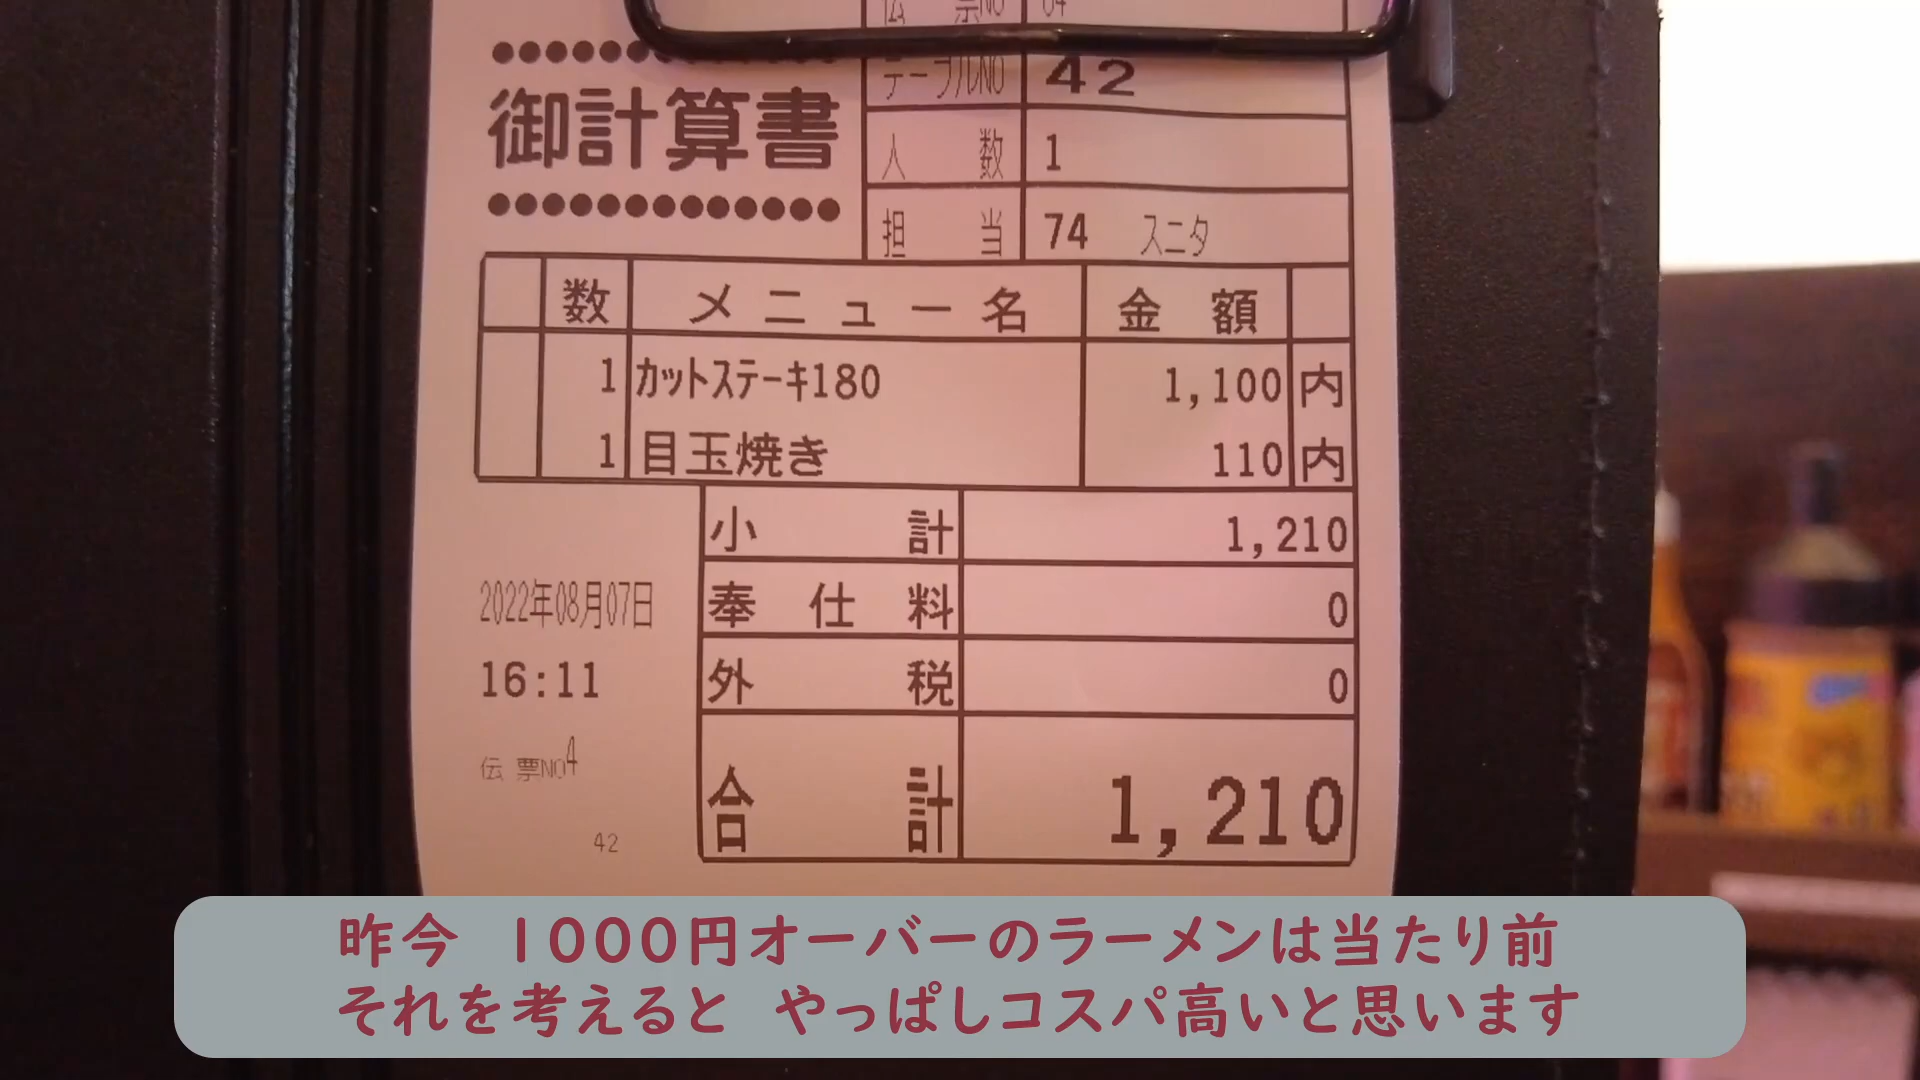 伝票NO 64
●●●●●●●●●●●●●
テーブルNO 42
御計算書
人数 1
●●●●●●●●●●●●●
担当 74 スニタ
数 メニュー名 金額
1 ｶｯﾄｽﾃｰｷ180 1,100 内
1 目玉焼き 110 内
小計 1,210
2022年08月07日 奉仕料 0
16:11 外税 0
伝票NO4
合計 1,210
42
昨今 1000円オーバーのラーメンは当たり前
それを考えると やっぱしコスパ高いと思います